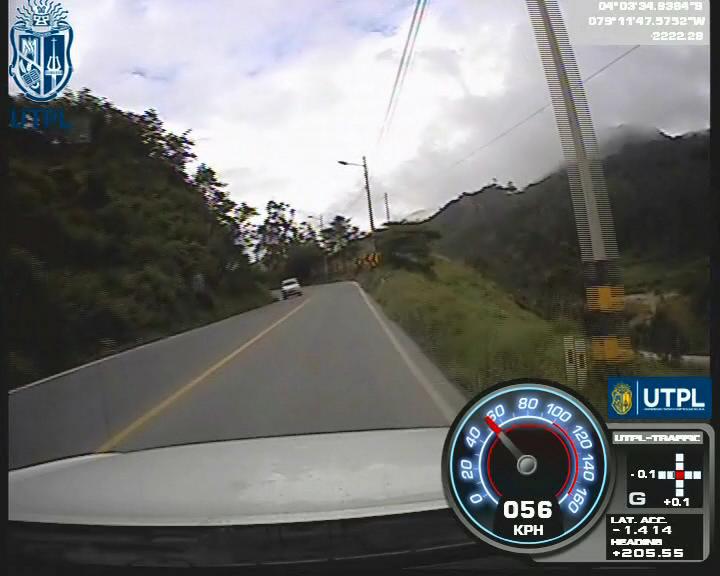 04°03'34.9384"S
079°11'47.5752"W
2222.28
UTPL
UTPL
UTPL-TRAFFIC
0 20 40 60 80 100 120 140 160
056
KPH
-0.1
G +0.1
LAT. ACC.
-1.414
HEADING
+205.55